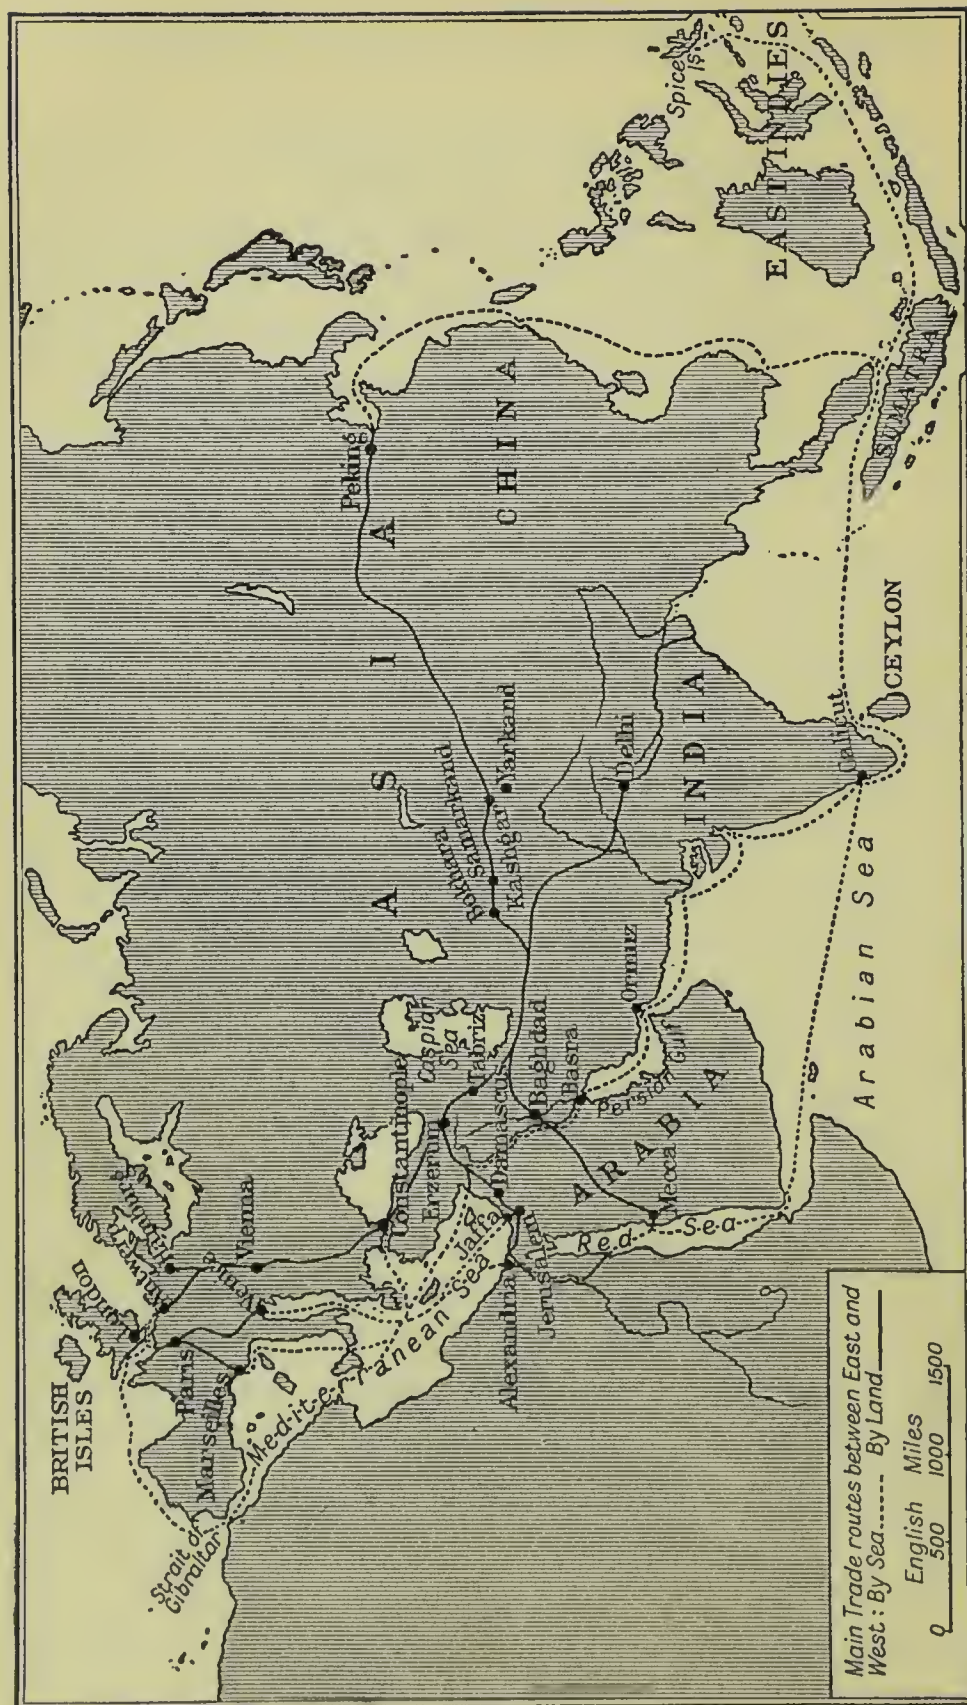 BRITISH
ISLES
London
Antwerp
Hamburg
Paris
Vienna
Venice
Marseilles
Strait of
Gibraltar
Mediterranean Sea
Constantinople
Erzerum
Caspian
Sea
Tabriz
Damascus
Jaffa
Jerusalem
Alexandria
Baghdad
Basra
Persian Gulf
Ormuz
ARABIA
Mecca
Red Sea
Arabian Sea
ASIA
Bokhara
Samarkand
Kashgar
Yarkand
Delhi
INDIA
Calicut
CEYLON
Peking
CHINA
SUMATRA
EAST INDIES
Spice
Is
Main Trade routes between East and
West: By Sea By Land
English Miles
0 500 1000 1500